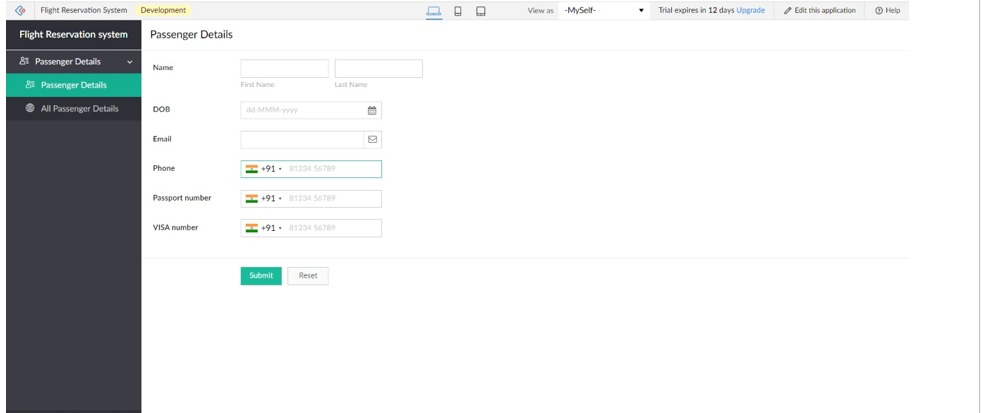 Flight Reservation System Development View as -MySelf- Trial expires in 12 days Upgrade Edit this application Help
Flight Reservation system
Passenger Details
Passenger Details
All Passenger Details
Passenger Details
Name
First Name Last Name
DOB dd-MMM-yyyy
Email
Phone +91 81234 56789
Passport number +91 81234 56789
VISA number +91 81234 56789
Submit Reset